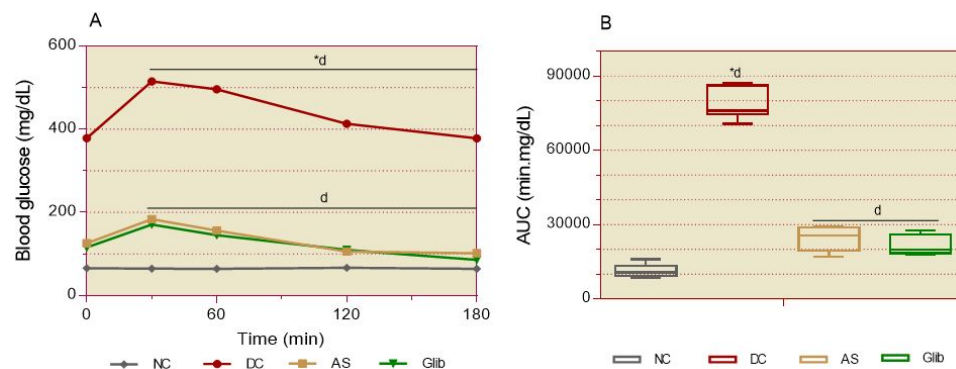 A
Blood glucose (mg/dL)
600
400
200
0
*d
d
0 60 120 180
Time (min)
NC DC AS Glib
B
AUC (min.mg/dL)
90000
60000
30000
0
*d
d
NC DC AS Glib